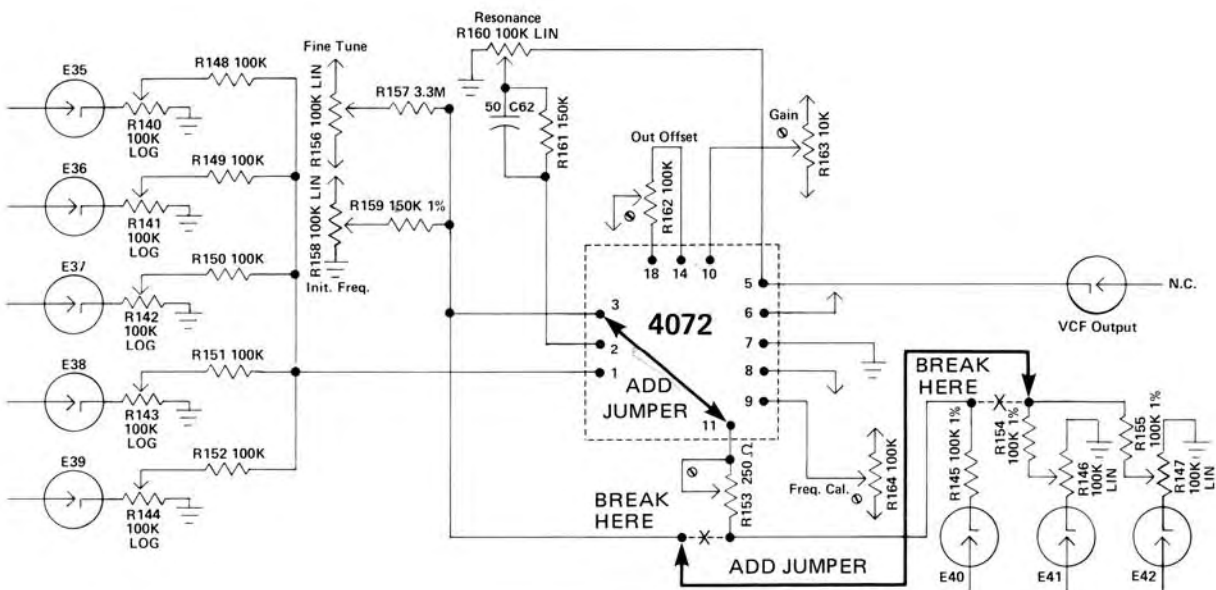 Resonance
R160 100K LIN
Fine Tune
E35
R148 100K
R140
100K
LOG
R156 100K LIN
R157 3.3M
50 C62
R161 150K
Out Offset
R162 100K
Gain
R163 10K
E36
R149 100K
R141
100K
LOG
R158 100K LIN
R159 150K 1%
Init. Freq.
E37
R150 100K
R142
100K
LOG
E38
R151 100K
R143
100K
LOG
E39
R152 100K
R144
100K
LOG
18 14 10
3
2
1
4072
5
6
7
8
9
11
ADD
JUMPER
N.C.
VCF Output
BREAK
HERE
R153 250 Ω
Freq. Cal.
R164 100K
BREAK
HERE
ADD JUMPER
R145 100K 1%
R154
100K 1%
R146
100K
LIN
R155
100K 1%
R147
100K
LIN
E40
E41
E42